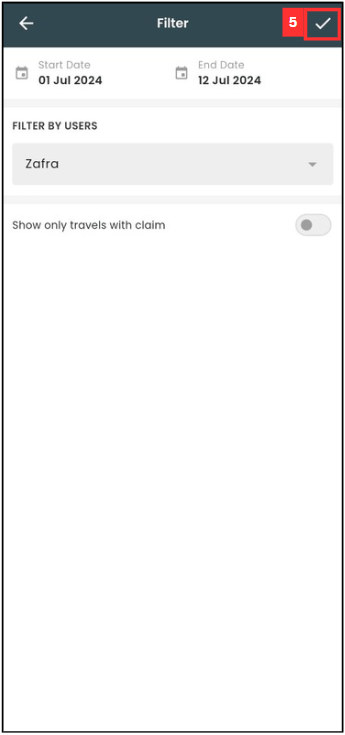 Filter
5
Start Date
01 Jul 2024
End Date
12 Jul 2024
FILTER BY USERS
Zafra
Show only travels with claim